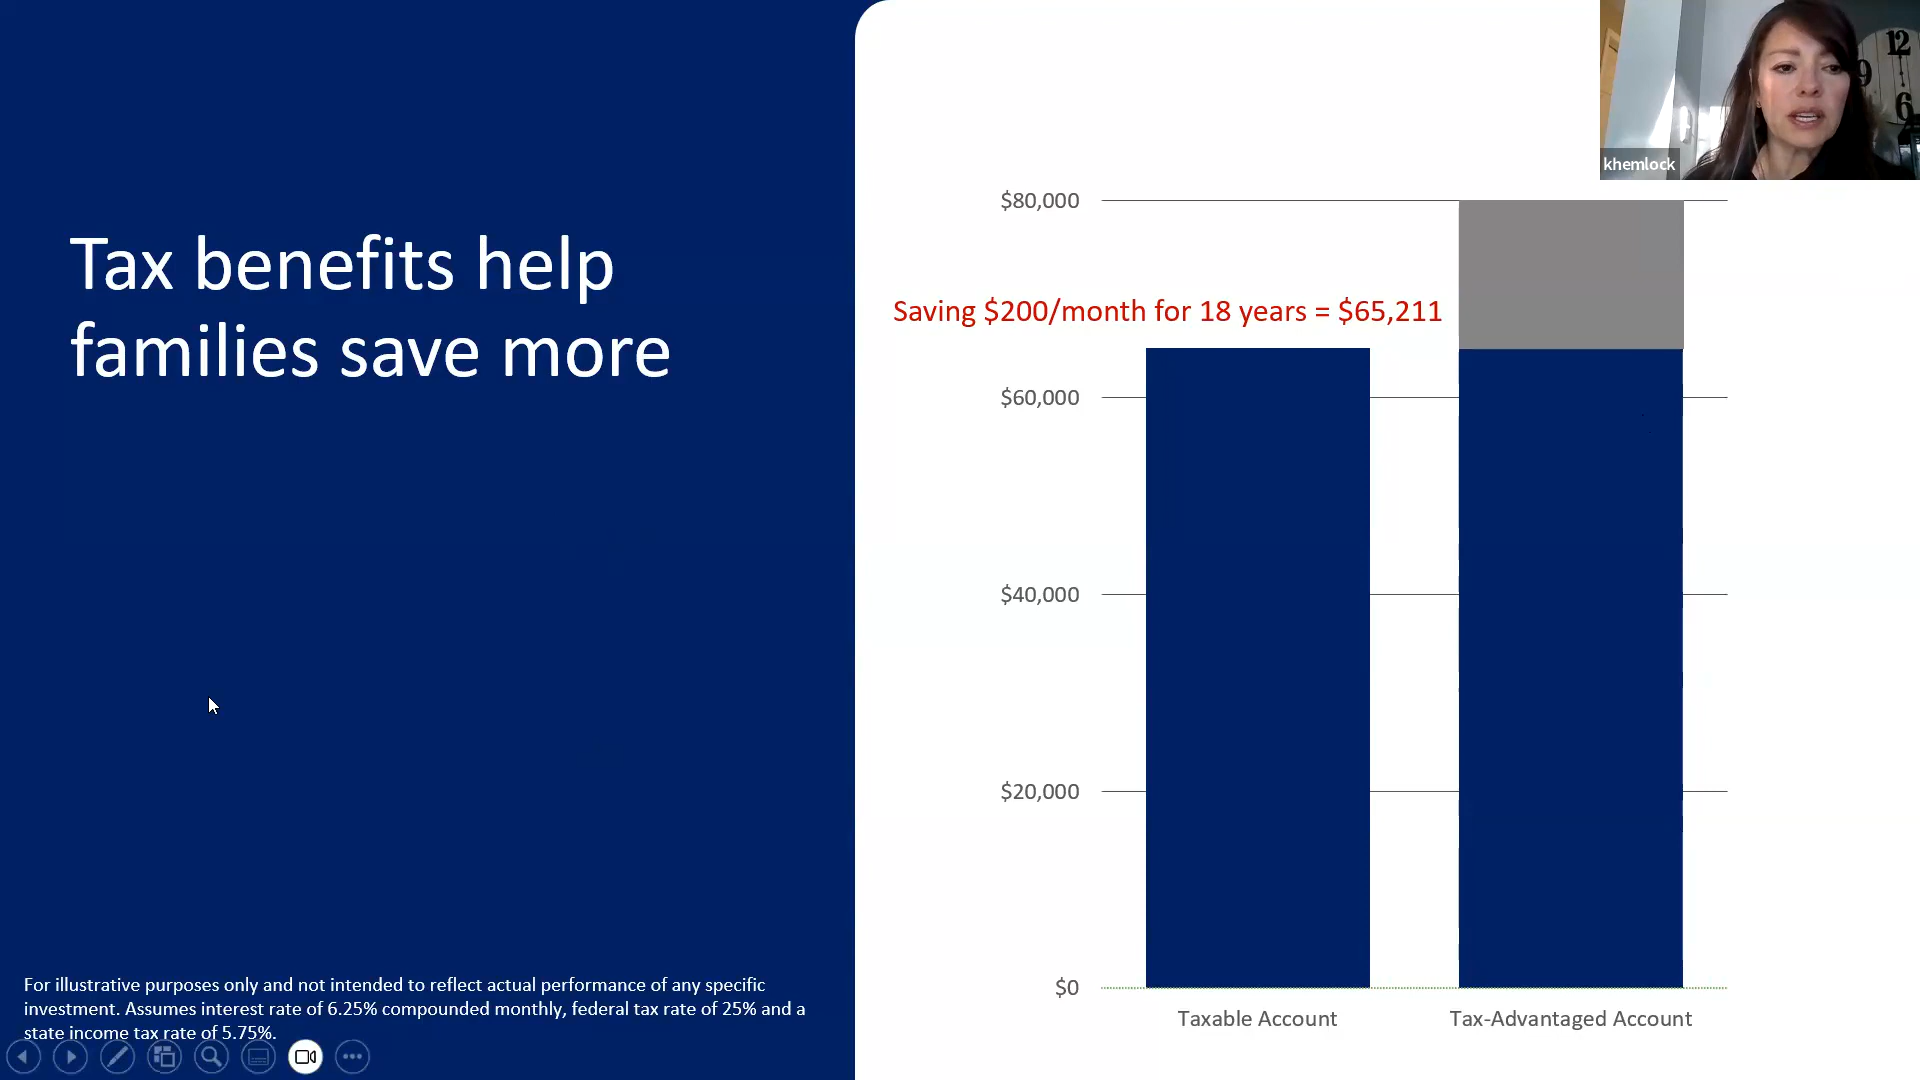 Tax benefits help
families save more
For illustrative purposes only and not intended to reflect actual performance of any specific
investment. Assumes interest rate of 6.25% compounded monthly, federal tax rate of 25% and a
state income tax rate of 5.75%.
12
9
6
khemlock
$80,000
Saving $200/month for 18 years = $65,211
$60,000
$40,000
$20,000
$0
Taxable Account
Tax-Advantaged Account